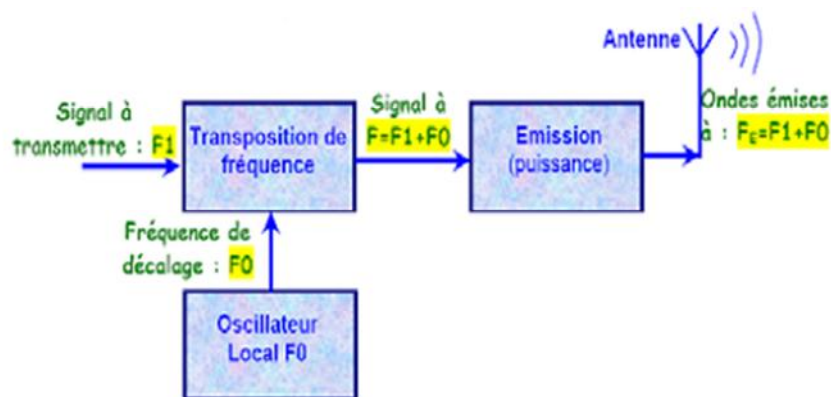 Antenne
Signal à
transmettre : F1
Transposition de
fréquence
Signal à
F=F1+F0
Emission
(puissance)
Ondes émises
à : FE=F1+F0
Fréquence de
décalage : F0
Oscillateur
Local F0